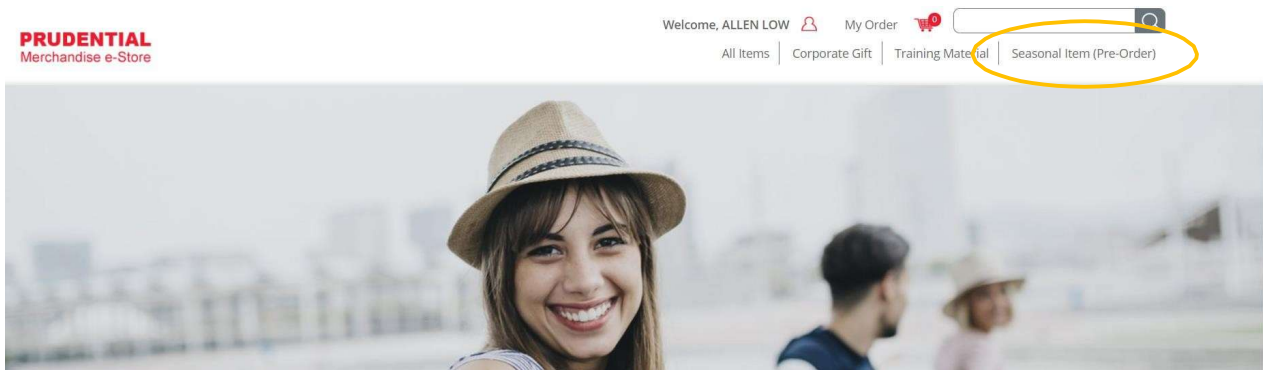 Welcome, ALLEN LOW My Order 0
PRUDENTIAL
Merchandise e-Store
All Items Corporate Gift Training Material Seasonal Item (Pre-Order)